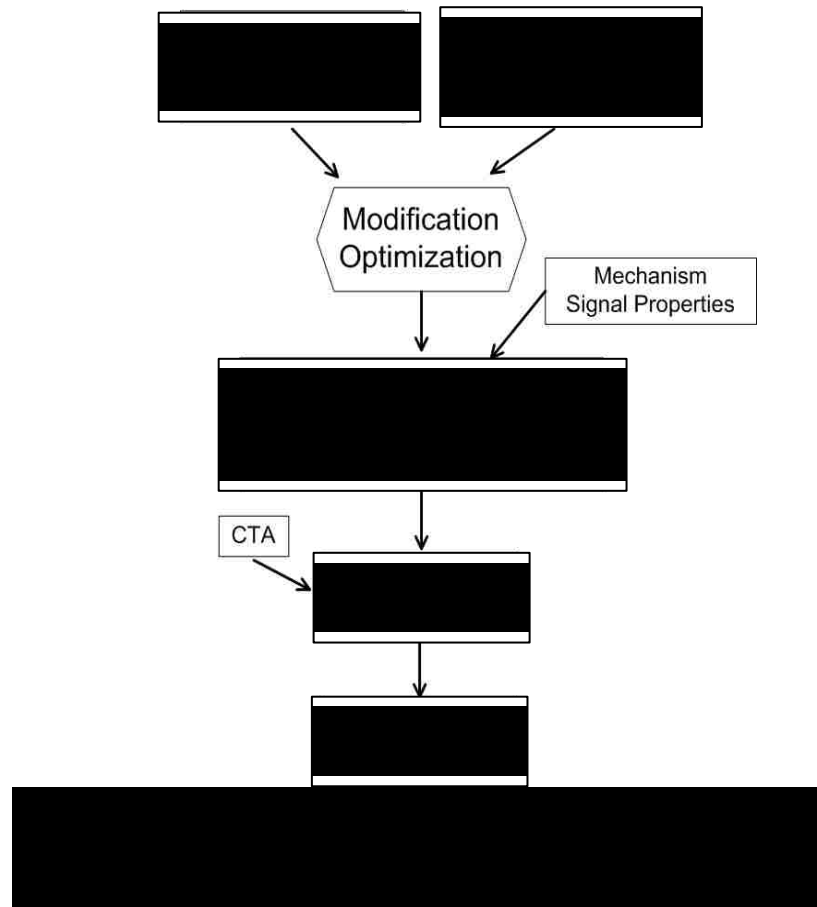 Modification
Optimization
Mechanism
Signal Properties
CTA